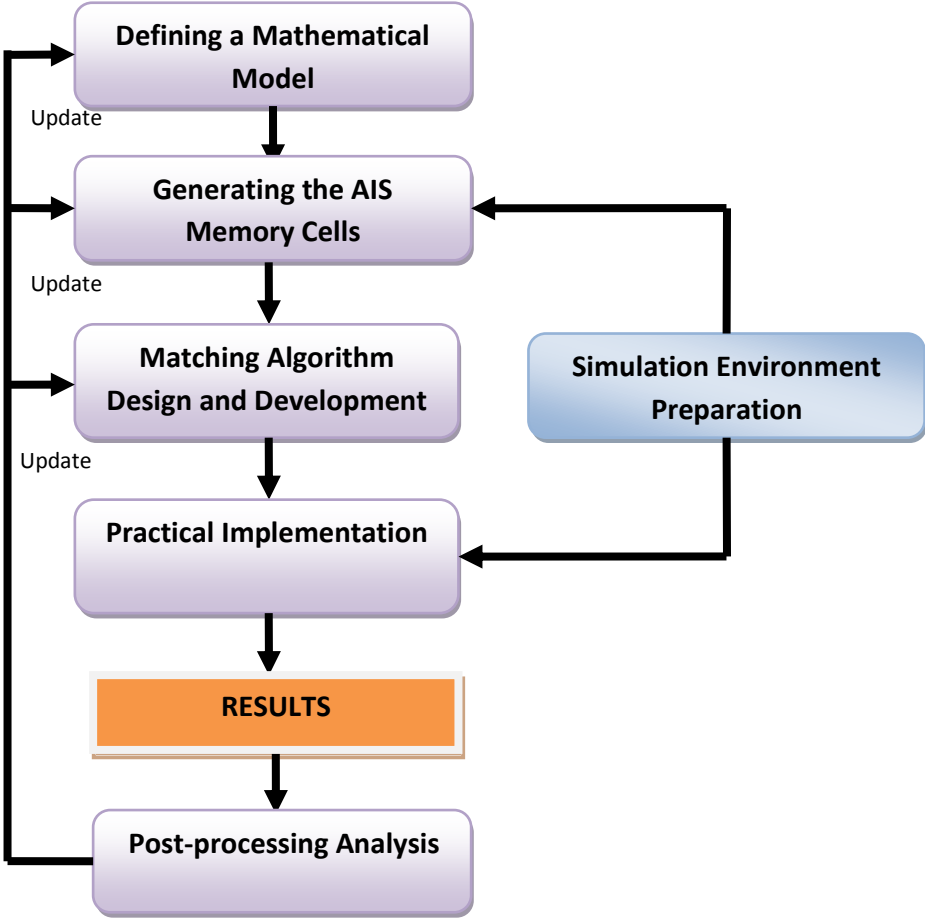 Defining a Mathematical
Model
Update
Generating the AIS
Memory Cells
Update
Matching Algorithm
Design and Development
Simulation Environment
Preparation
Update
Practical Implementation
RESULTS
Post-processing Analysis